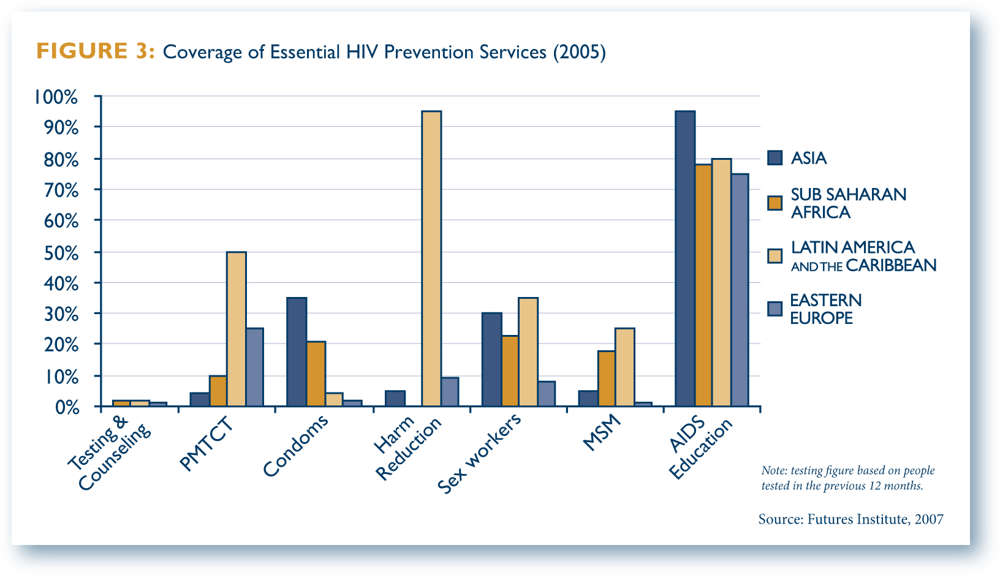 FIGURE 3: Coverage of Essential HIV Prevention Services (2005)
100%
90%
80%
70%
60%
50%
40%
30%
20%
10%
0%
Testing &
Counseling
PMTCT
Condoms
Harm
Reduction
Sex workers
MSM
AIDS
Education
ASIA
SUB SAHARAN
AFRICA
LATIN AMERICA
AND THE CARIBBEAN
EASTERN
EUROPE
Note: testing figure based on people
tested in the previous 12 months.
Source: Futures Institute, 2007